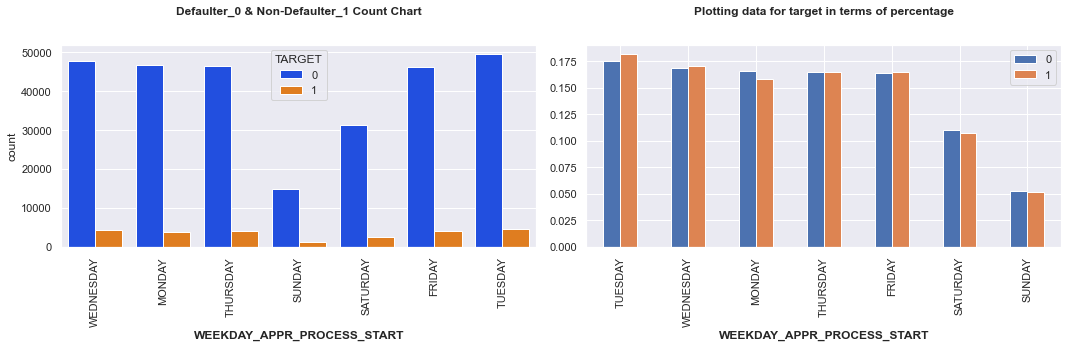 Defaulter_0 & Non-Defaulter_1 Count Chart
TARGET
0
1
50000
40000
30000
20000
10000
0
count
WEDNESDAY
MONDAY
THURSDAY
SUNDAY
SATURDAY
FRIDAY
TUESDAY
WEEKDAY_APPR_PROCESS_START
Plotting data for target in terms of percentage
0
1
0.175
0.150
0.125
0.100
0.075
0.050
0.025
0.000
TUESDAY
WEDNESDAY
MONDAY
THURSDAY
FRIDAY
SATURDAY
SUNDAY
WEEKDAY_APPR_PROCESS_START